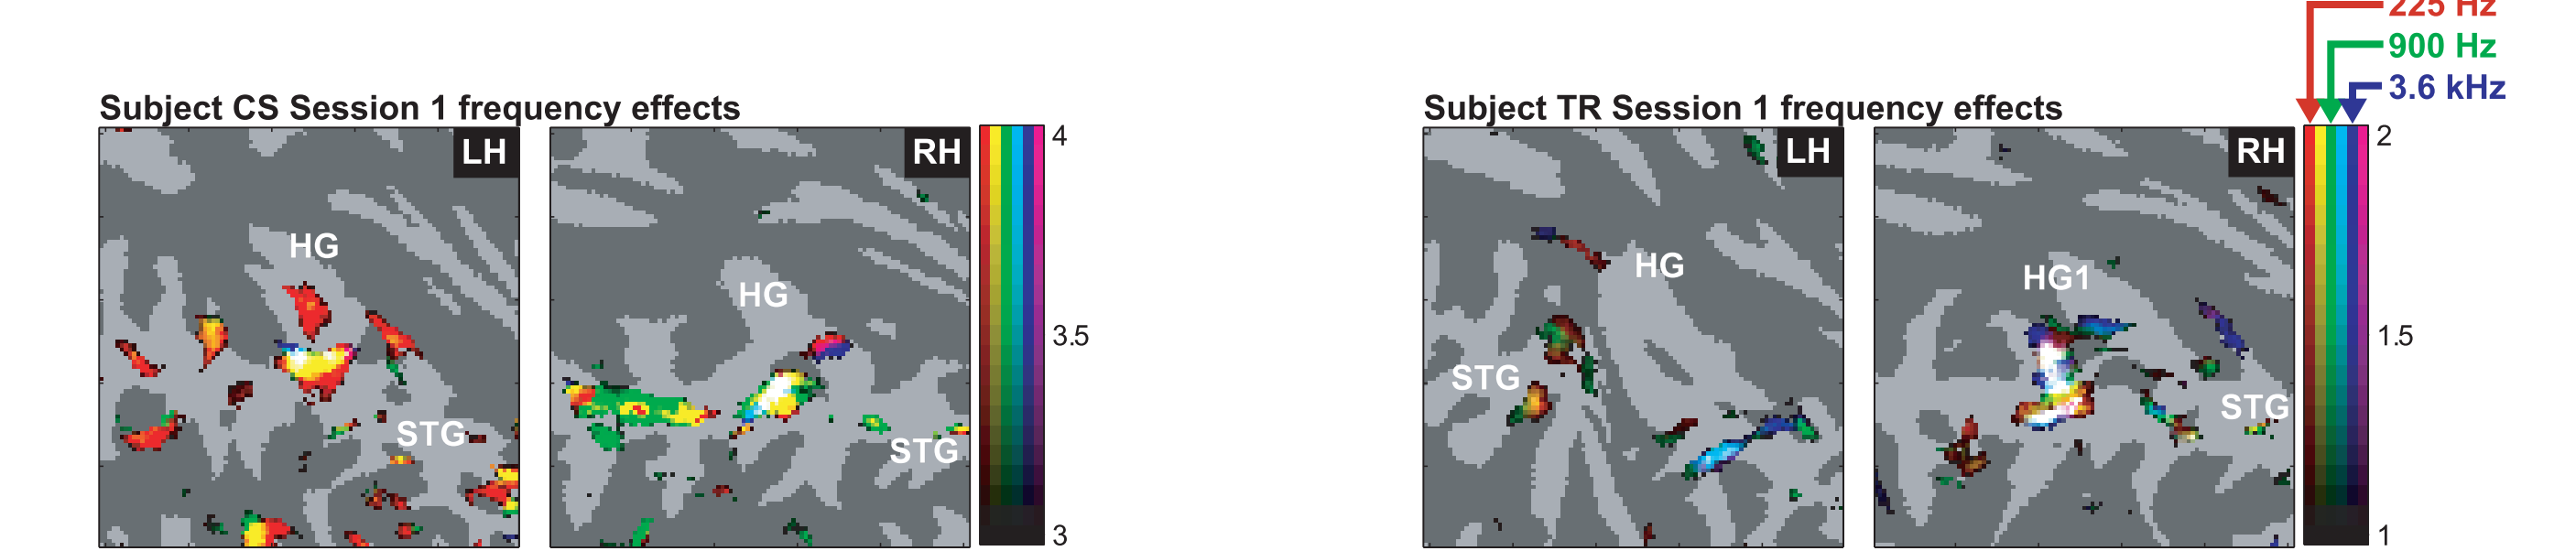 225 Hz
900 Hz
3.6 kHz
Subject CS Session 1 frequency effects
LH
HG
STG
RH
HG
STG
4
3.5
3
Subject TR Session 1 frequency effects
LH
HG
STG
RH
HG1
STG
2
1.5
1